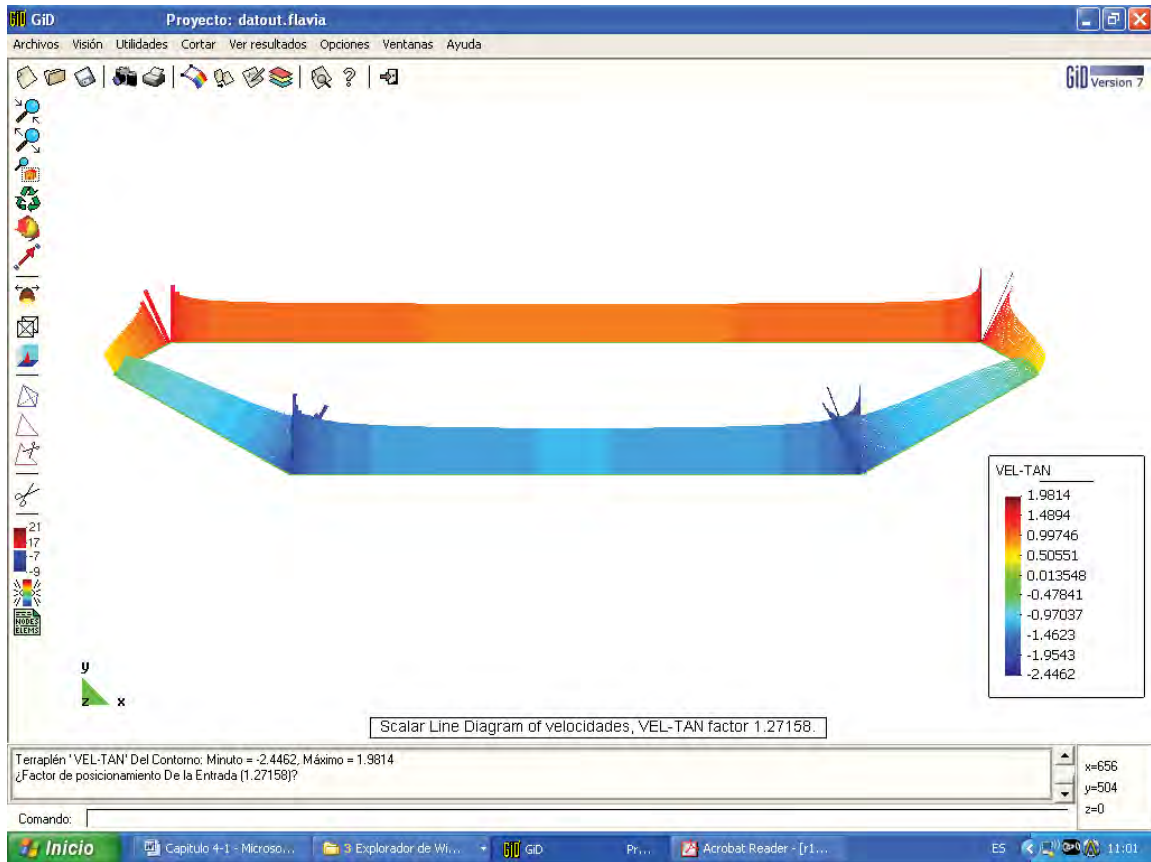 GiD Proyecto: datout.flavia
Archivos Visión Utilidades Cortar Ver resultados Opciones Ventanas Ayuda
GiD Version 7
21
17
-7
-9
NODES
ELEMS
VEL-TAN
1.9814
1.4894
0.99746
0.50551
0.013548
-0.47841
-0.97037
-1.4623
-1.9543
-2.4462
y
z x
Scalar Line Diagram of velocidades, VEL-TAN factor 1.27158.
Terraplén 'VEL-TAN' Del Contorno: Minuto = -2.4462, Máximo = 1.9814
¿Factor de posicionamiento De la Entrada (1.27158)?
x=656
y=504
z=0
Comando:
Inicio Capitulo 4-1 - Microso... 3 Explorador de Wi... GiD Pr... Acrobat Reader - [r1... ES 11:01